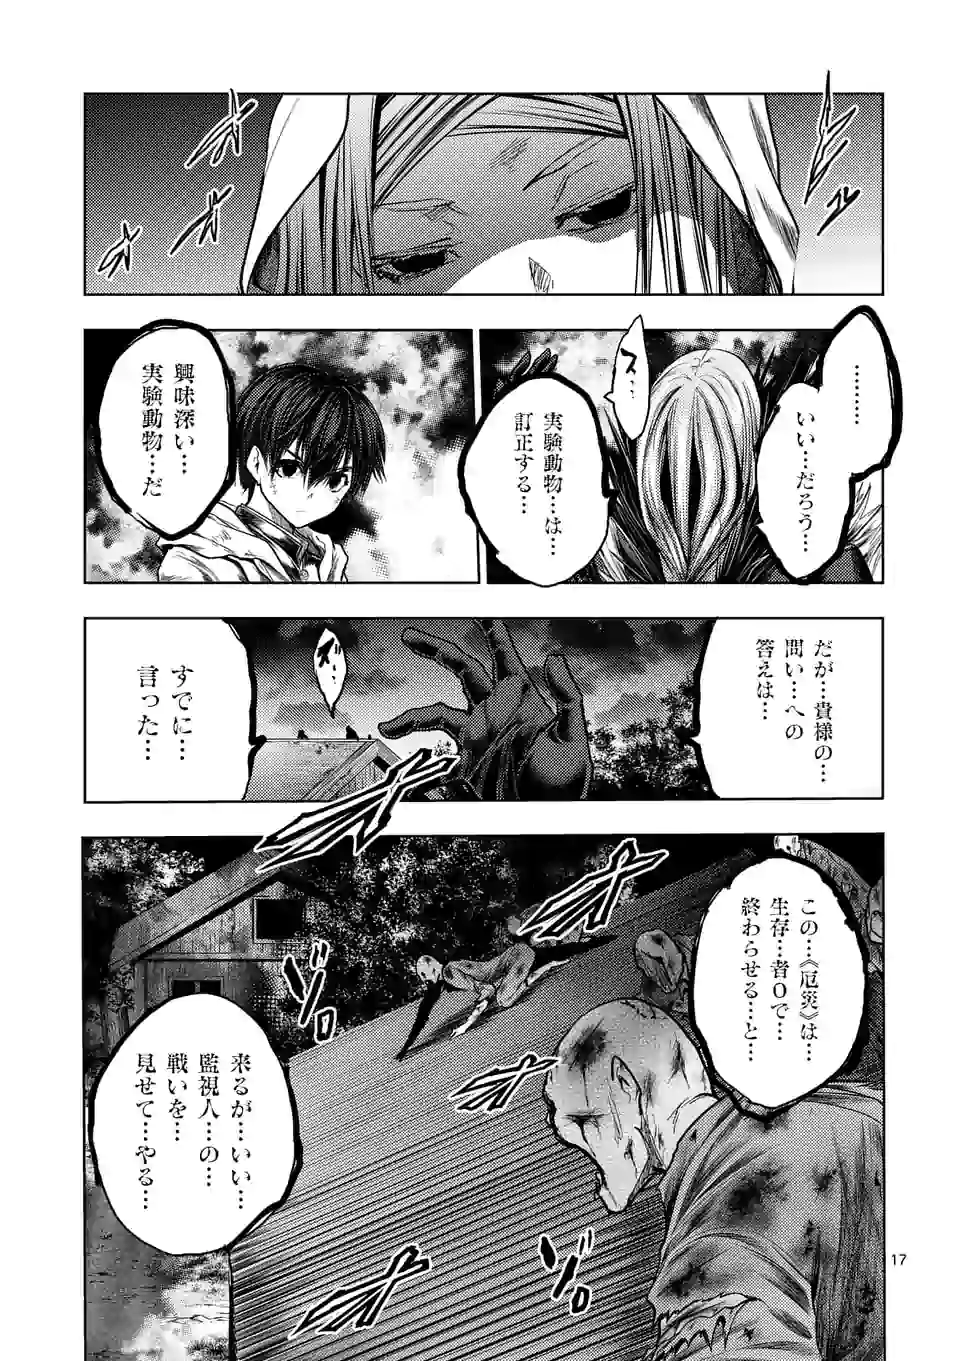 ………
いい…だろう…
実験動物…は…
訂正する…
興味深い…
実験動物…だ
だが…貴様の…
問い…への
答えは…
すでに…
言った…
この…《厄災》は…
生存…者０で…
終わらせる…と…
ゾロ
来るが…いい…
監視人…の…
戦いを…
見せて…やる…
ゾ
17